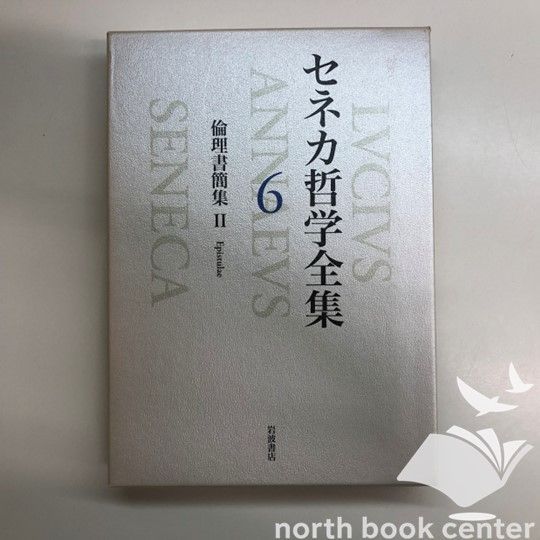 セネカ哲学全集
6
倫理書簡集 II
Epistulae
LVCIVS
ANNAEVS
SENECA
岩波書店
north book center